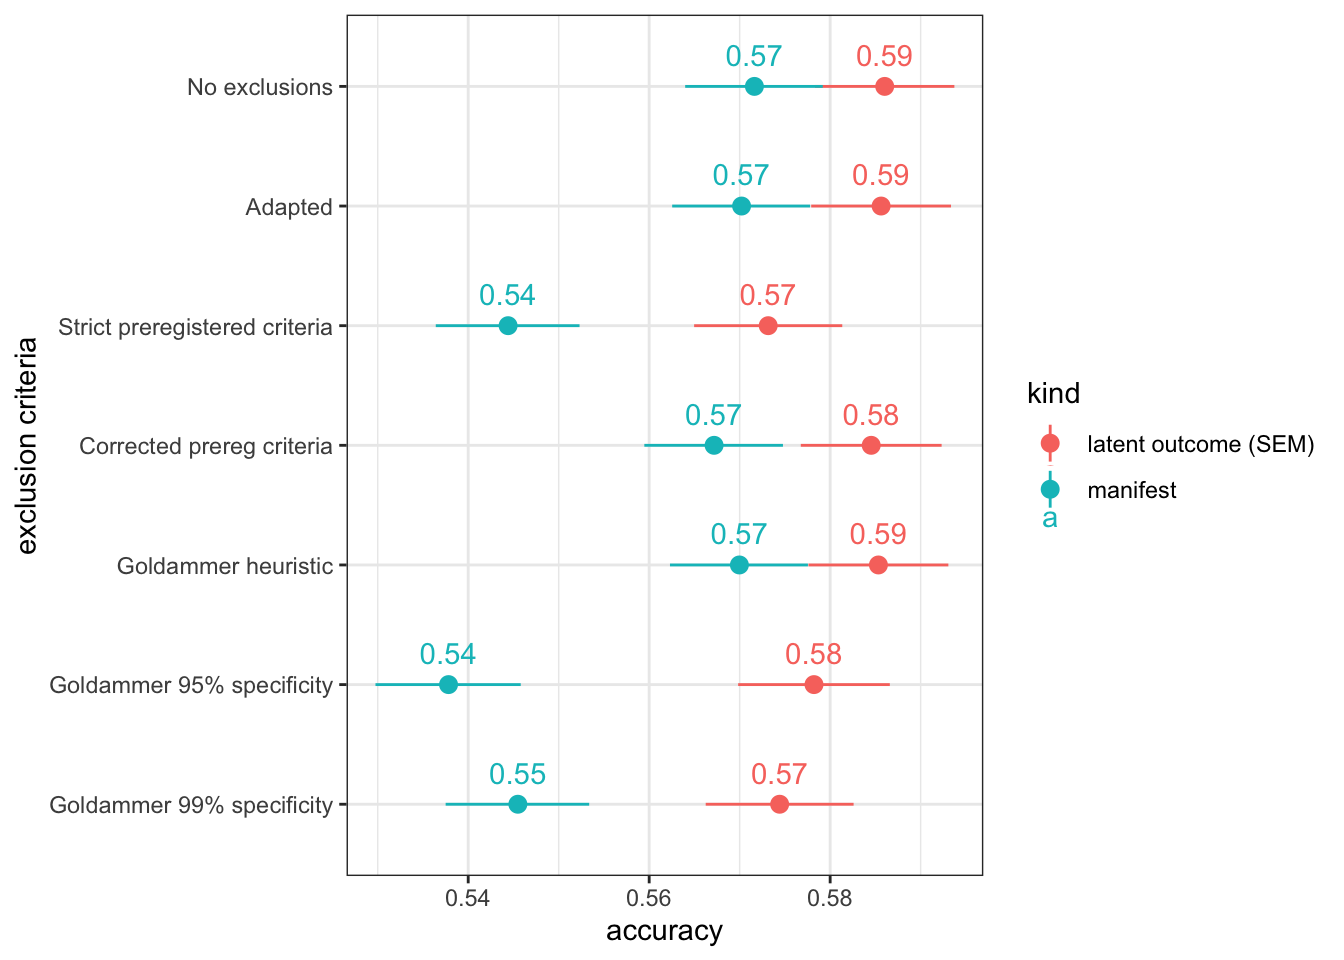 No exclusions
0.57
0.59
Adapted
0.57
0.59
Strict preregistered criteria
0.54
0.57
Corrected prereg criteria
0.57
0.58
Goldammer heuristic
0.57
0.59
Goldammer 95% specificity
0.54
0.58
Goldammer 99% specificity
0.55
0.57
exclusion criteria
0.54
0.56
0.58
accuracy
kind
latent outcome (SEM)
manifest
a